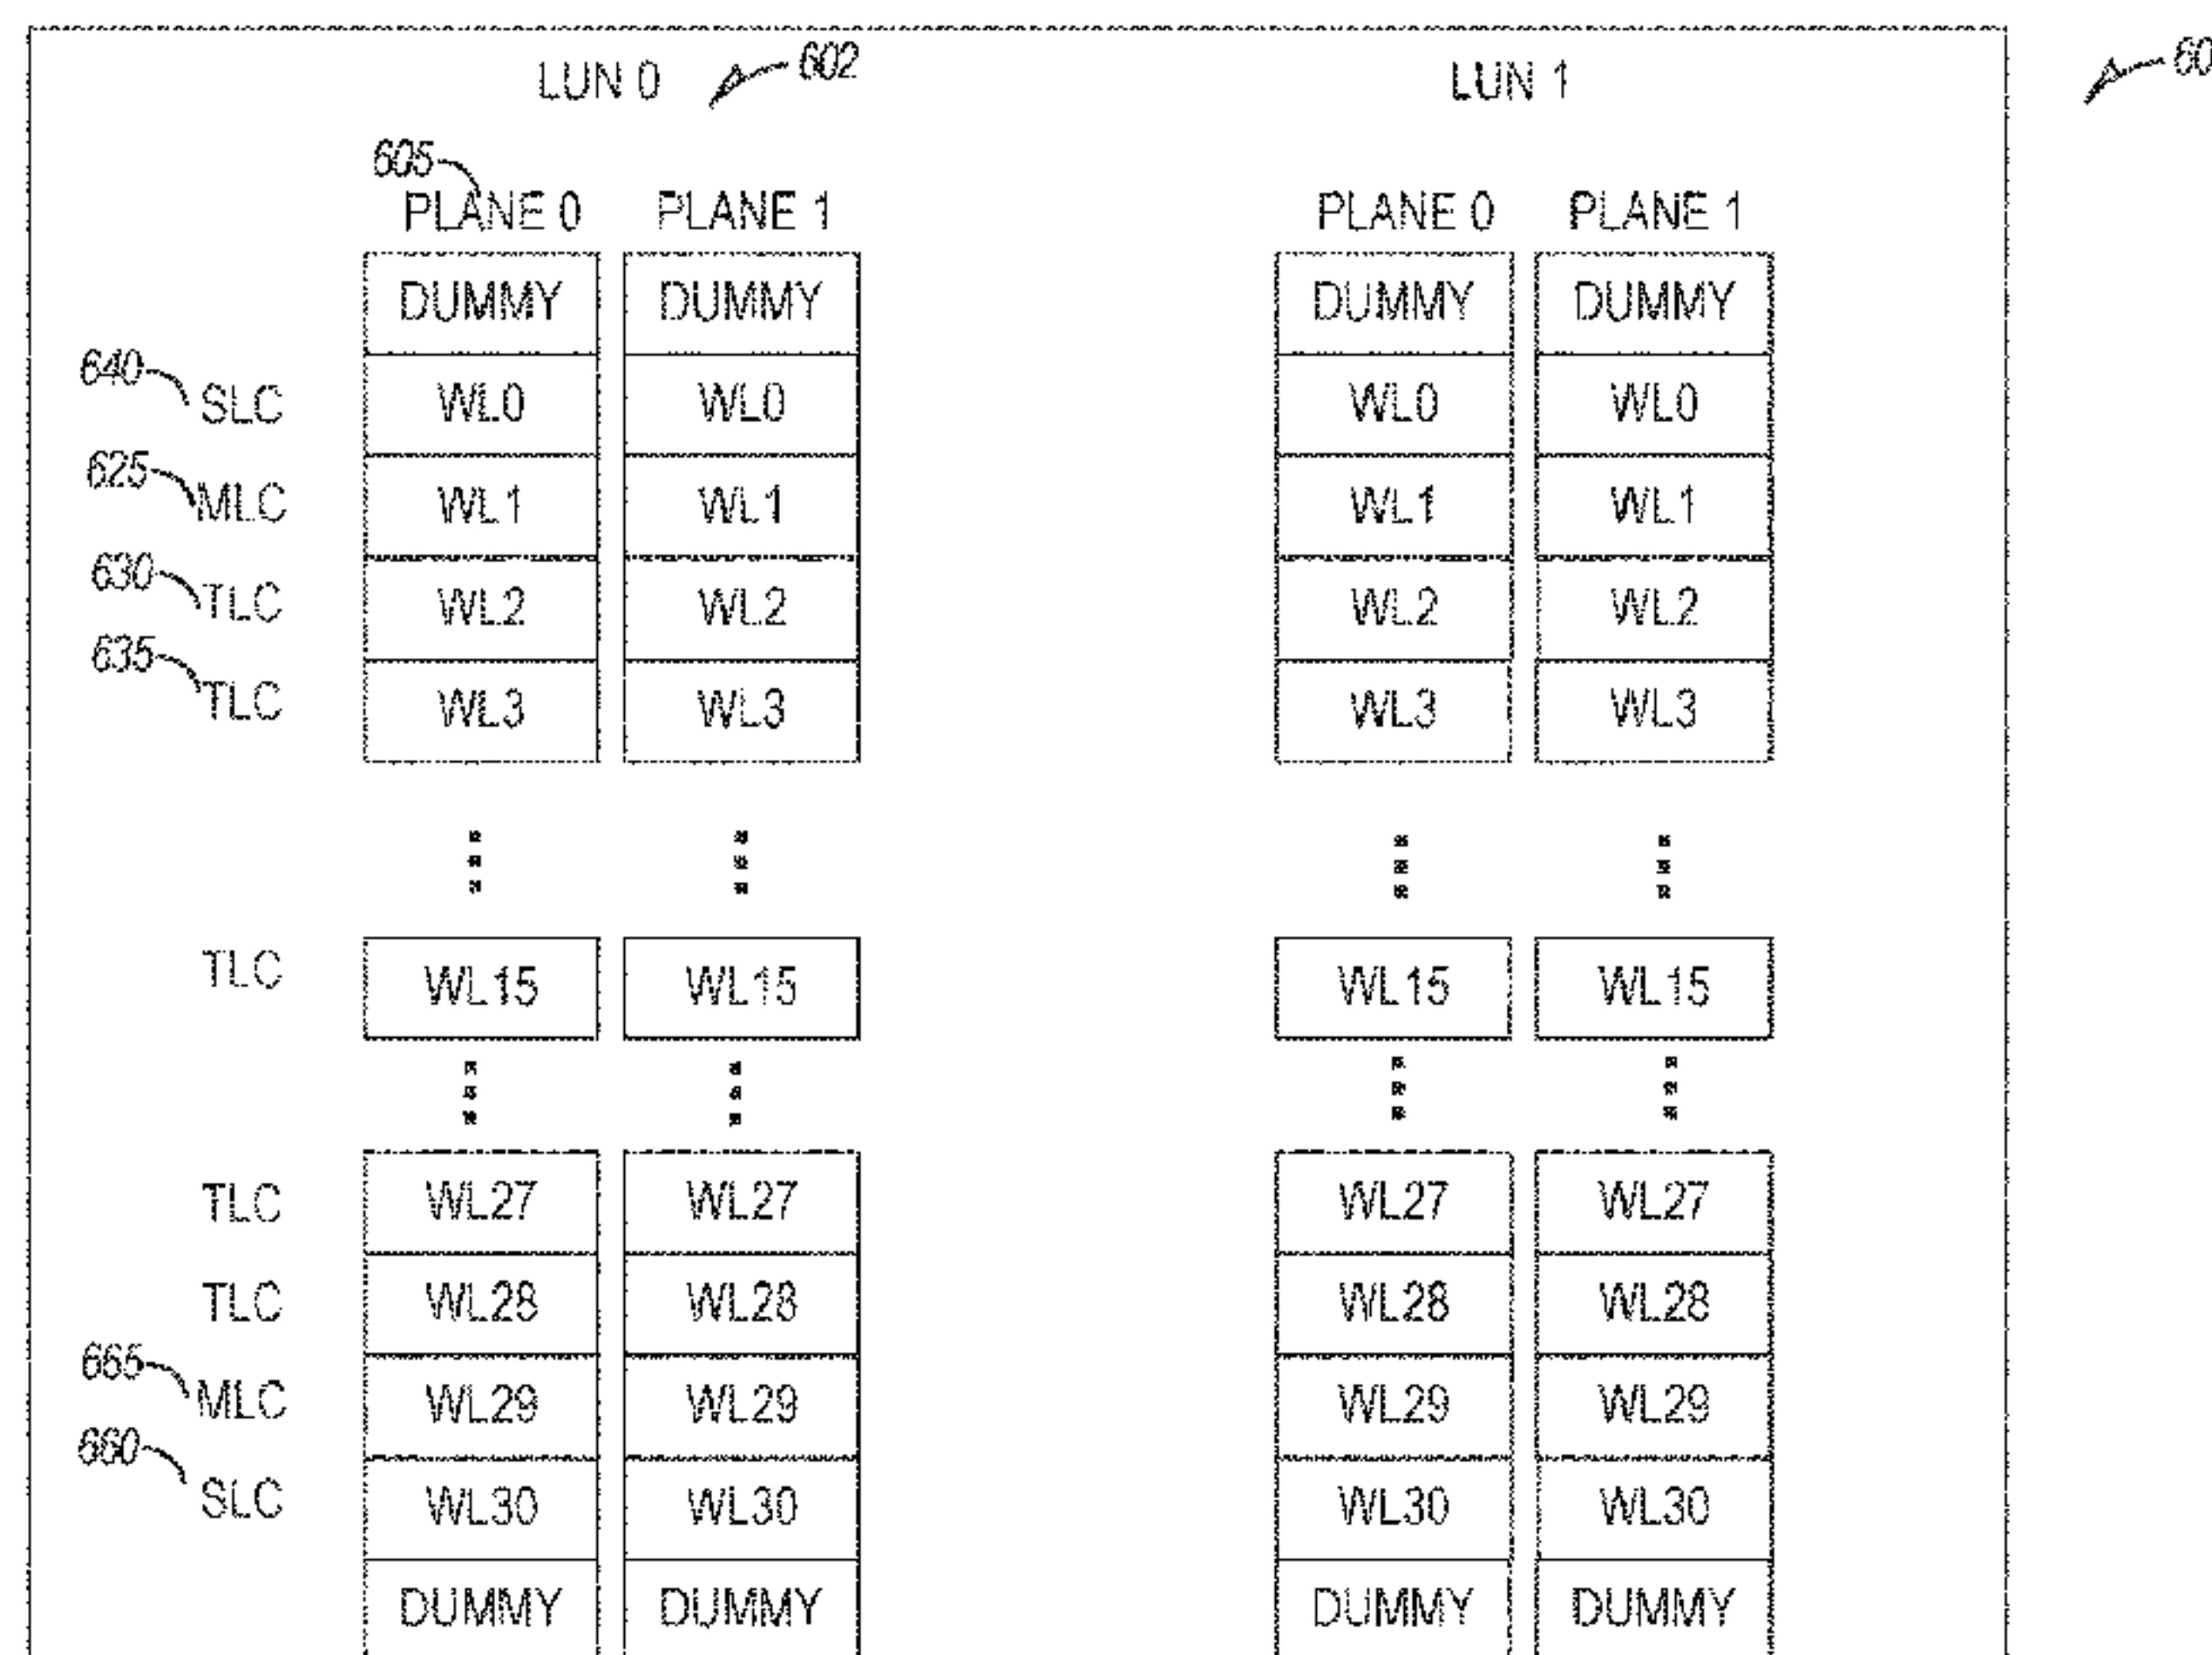 LUN 0 602 LUN 1 60
605
PLANE 0 PLANE 1 PLANE 0 PLANE 1
DUMMY DUMMY DUMMY DUMMY
640 SLC WL0 WL0 WL0 WL0
625 MLC WL1 WL1 WL1 WL1
630 TLC WL2 WL2 WL2 WL2
635 TLC WL3 WL3 WL3 WL3
TLC WL15 WL15 WL15 WL15
TLC WL27 WL27 WL27 WL27
TLC WL28 WL28 WL28 WL28
665 MLC WL29 WL29 WL29 WL29
660 SLC WL30 WL30 WL30 WL30
DUMMY DUMMY DUMMY DUMMY